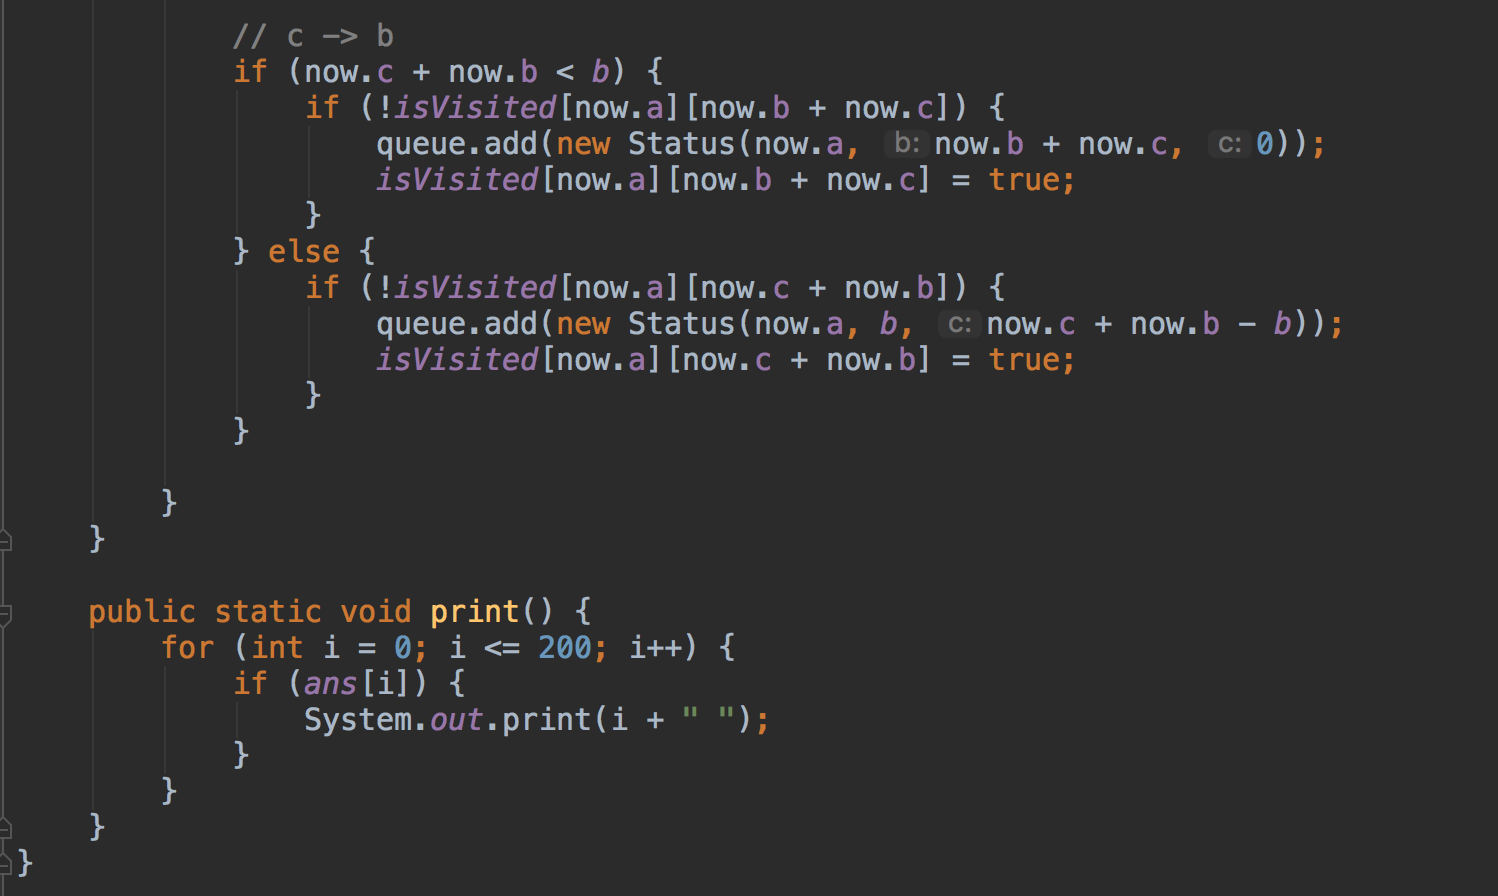 // c -> b
if (now.c + now.b < b) {
if (!isVisited[now.a][now.b + now.c]) {
queue.add(new Status(now.a, b: now.b + now.c, c: 0));
isVisited[now.a][now.b + now.c] = true;
}
} else {
if (!isVisited[now.a][now.c + now.b]) {
queue.add(new Status(now.a, b, c: now.c + now.b - b));
isVisited[now.a][now.c + now.b] = true;
}
}
}
}
public static void print() {
for (int i = 0; i <= 200; i++) {
if (ans[i]) {
System.out.print(i + " ");
}
}
}
}